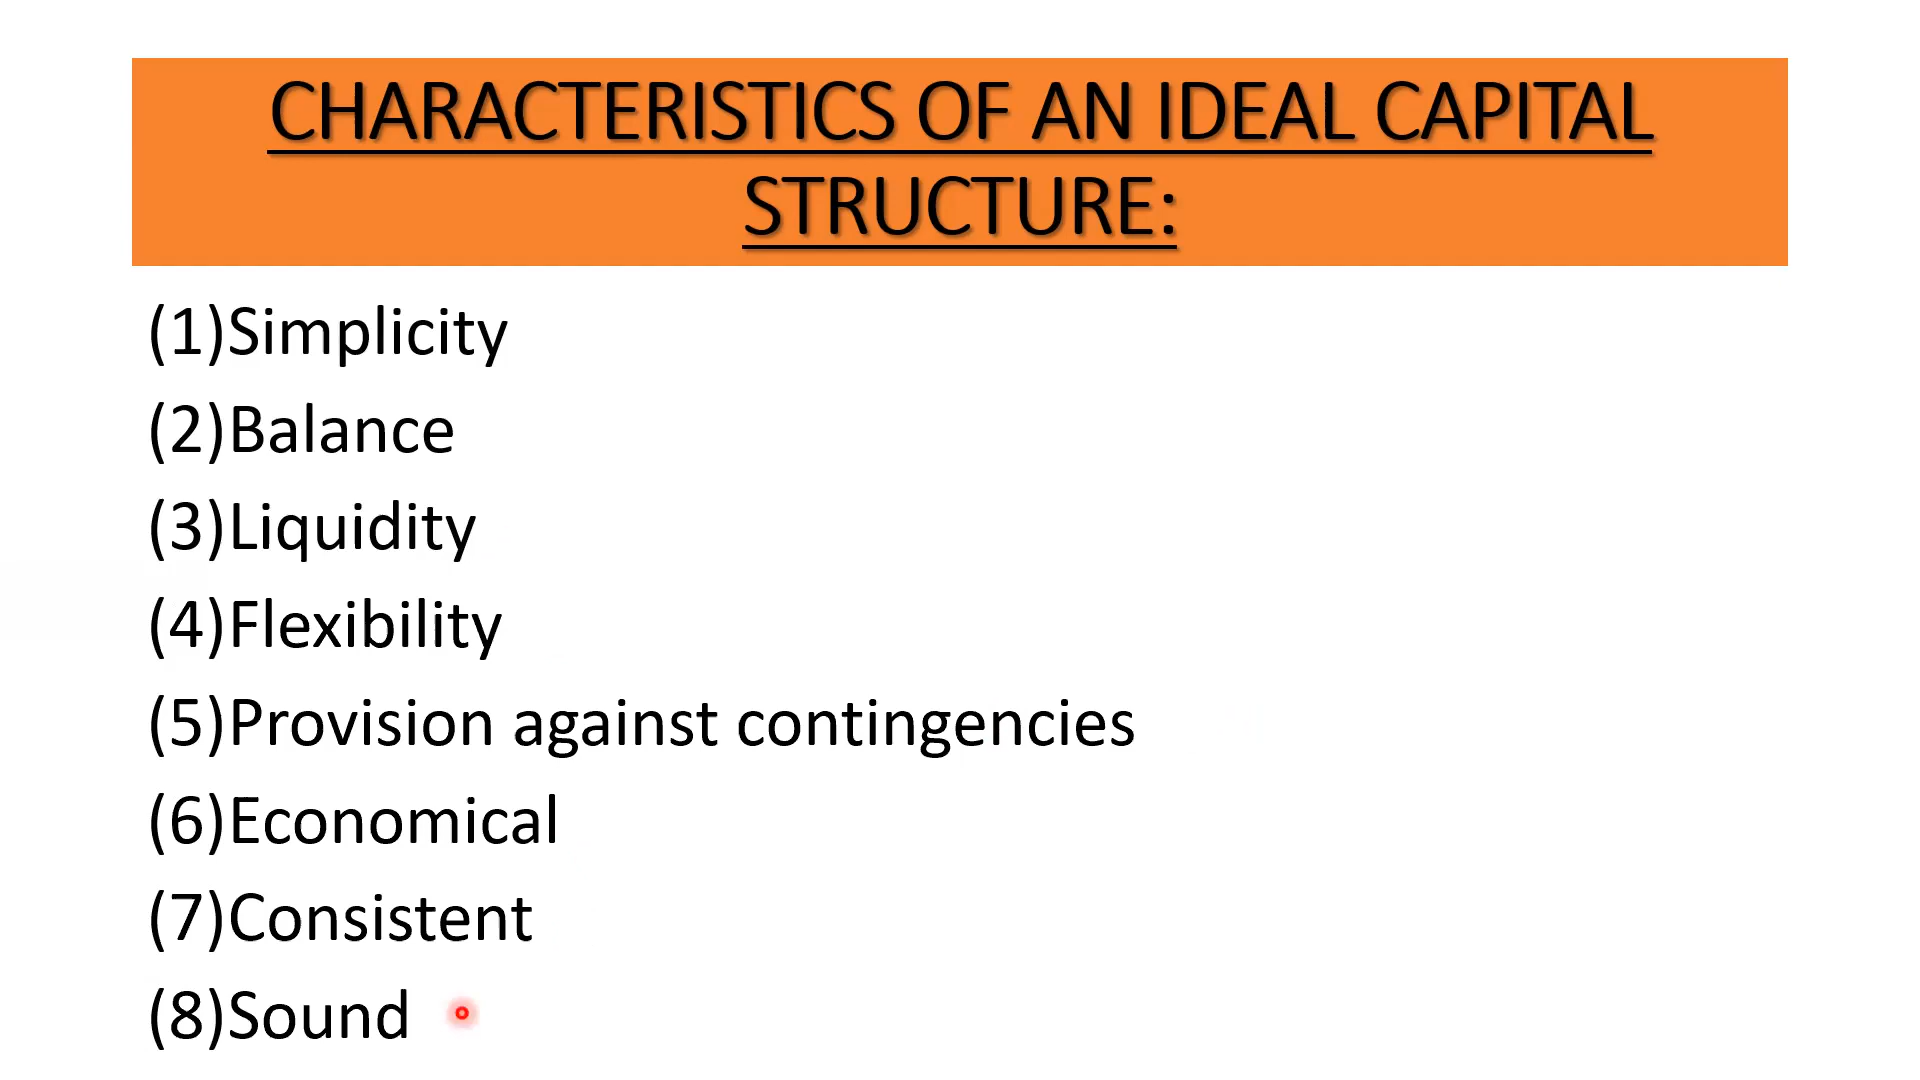 CHARACTERISTICS OF AN IDEAL CAPITAL
STRUCTURE:
(1)Simplicity
(2)Balance
(3)Liquidity
(4)Flexibility
(5)Provision against contingencies
(6)Economical
(7)Consistent
(8)Sound